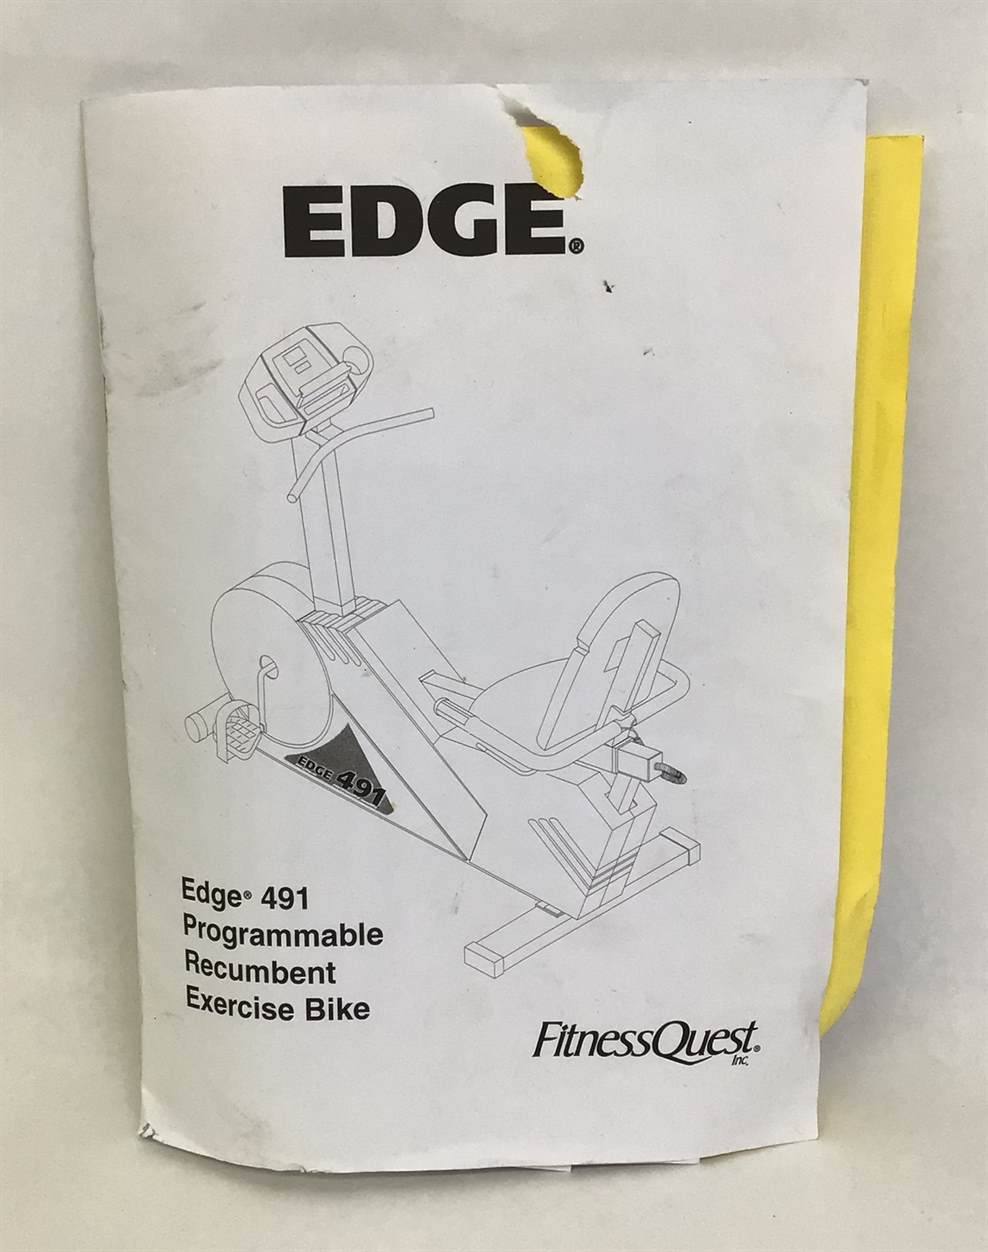 EDGE®
EDGE 491
Edge® 491
Programmable
Recumbent
Exercise Bike
FitnessQuest®
Inc.